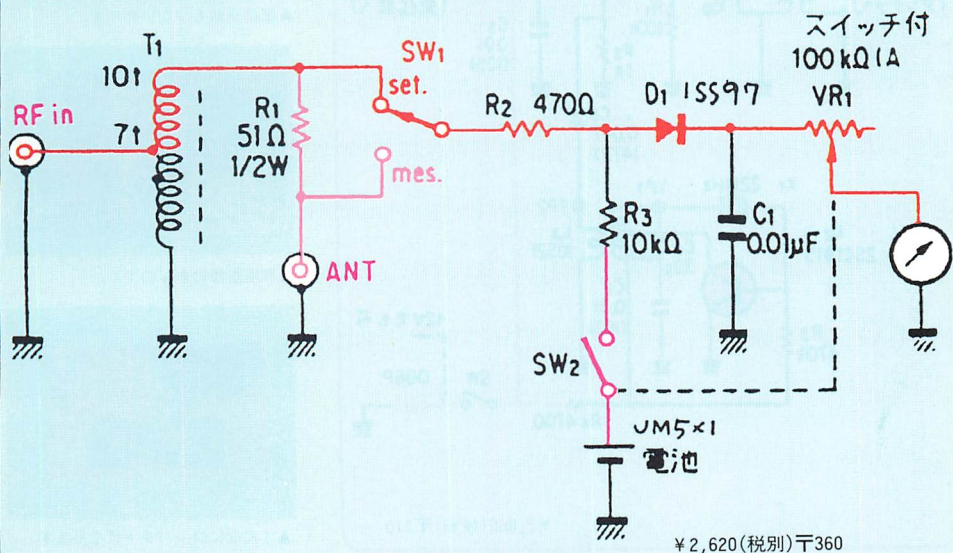 スイッチ付
100kΩ(A
VR1
T1
10t
7t
RF in
SW1
set.
mes.
R1
51Ω
1/2W
ANT
R2 470Ω
D1 1SS97
R3
10kΩ
C1
0.01μF
SW2
UM5×1
電池
¥2,620(税別)〒360